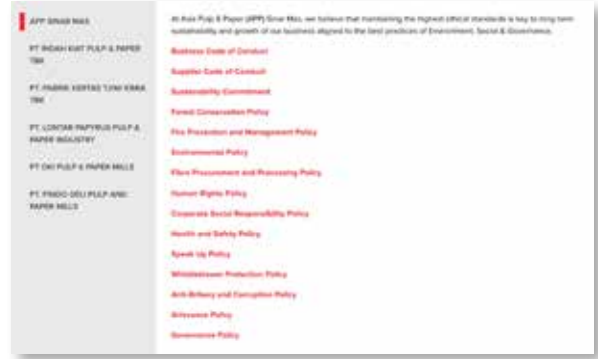 APP SINAR MAS
PT INDAH KIAT PULP & PAPER
TBK
PT. PABRIK KERTAS TJIWI KIMIA
TBK
PT. LONTAR PAPYRUS PULP &
PAPER INDUSTRY
PT OKI PULP & PAPER MILLS
PT. PINDO DELI PULP AND
PAPER MILLS
At Asia Pulp & Paper (APP) Sinar Mas, we believe that maintaining the highest ethical standards is key to long term
sustainability and growth of our business aligned to the best practices of Environment, Social & Governance.
Business Code of Conduct
Supplier Code of Conduct
Sustainability Commitment
Forest Conservation Policy
Fire Prevention and Management Policy
Environmental Policy
Fibre Procurement and Processing Policy
Human Rights Policy
Corporate Social Responsibility Policy
Health and Safety Policy
Speak Up Policy
Whistleblower Protection Policy
Anti-Bribery and Corruption Policy
Grievance Policy
Governance Policy